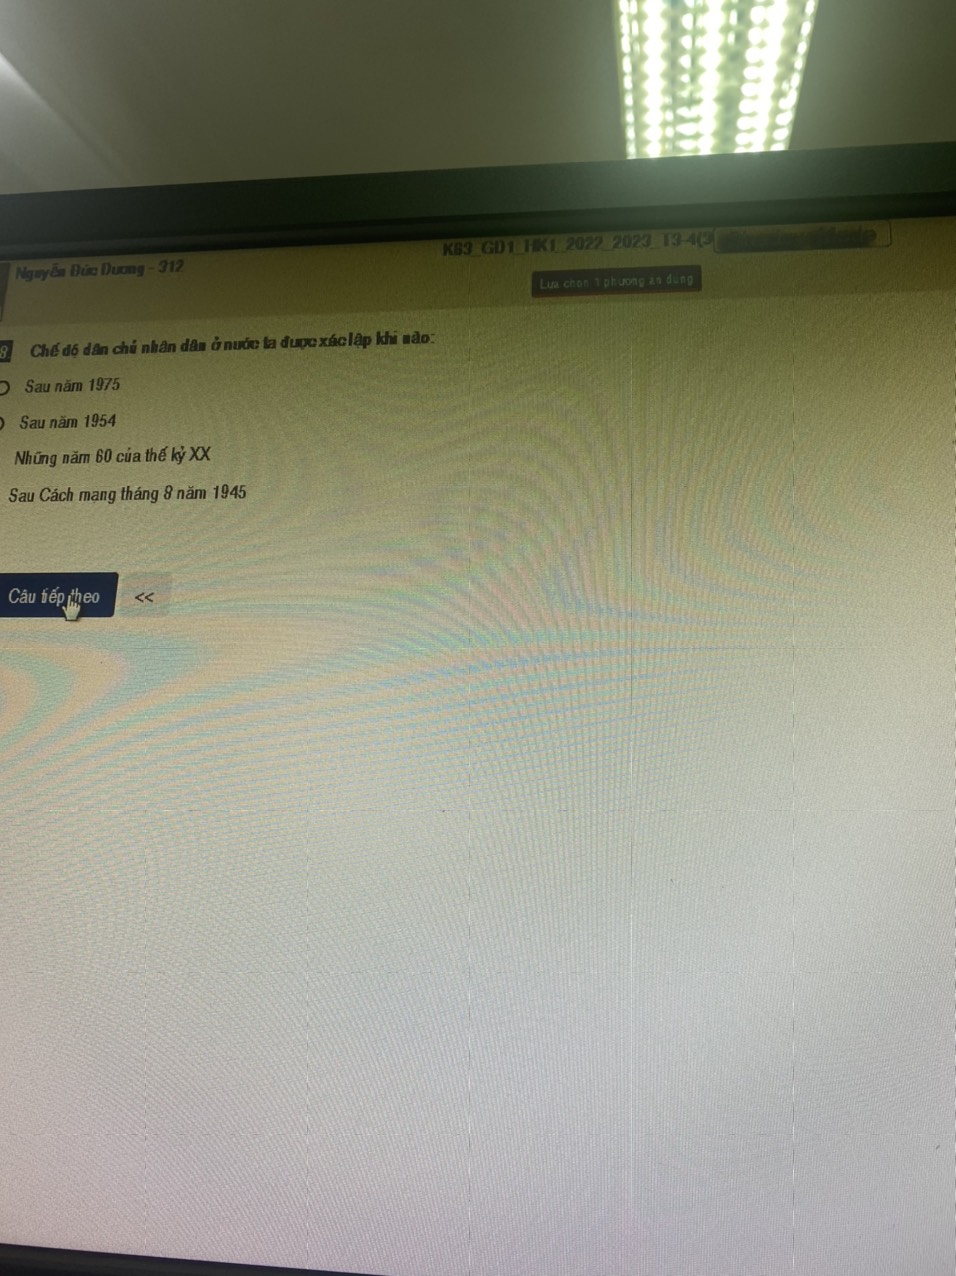 Nguyễn Đức Dương - 312
K63_GD1_HK1_2022_2023_T3-4(3
Lựa chọn 1 phương án đúng
8 Chế độ dân chủ nhân dân ở nước ta được xác lập khi nào:
Sau năm 1975
Sau năm 1954
Những năm 60 của thế kỷ XX
Sau Cách mạng tháng 8 năm 1945
Câu tiếp theo <<